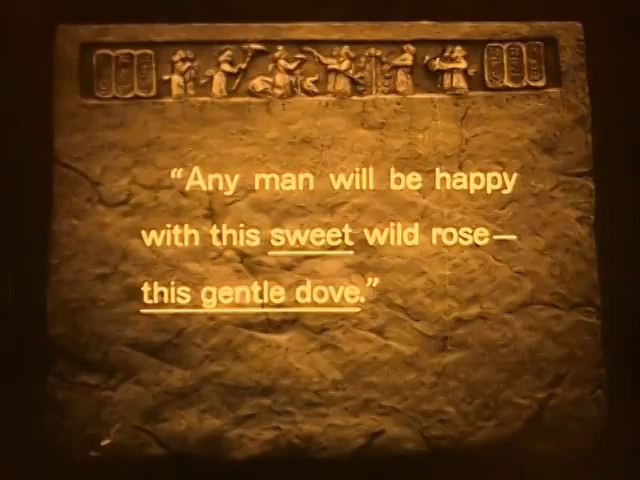 “Any man will be happy
with this sweet wild rose—
this gentle dove.”